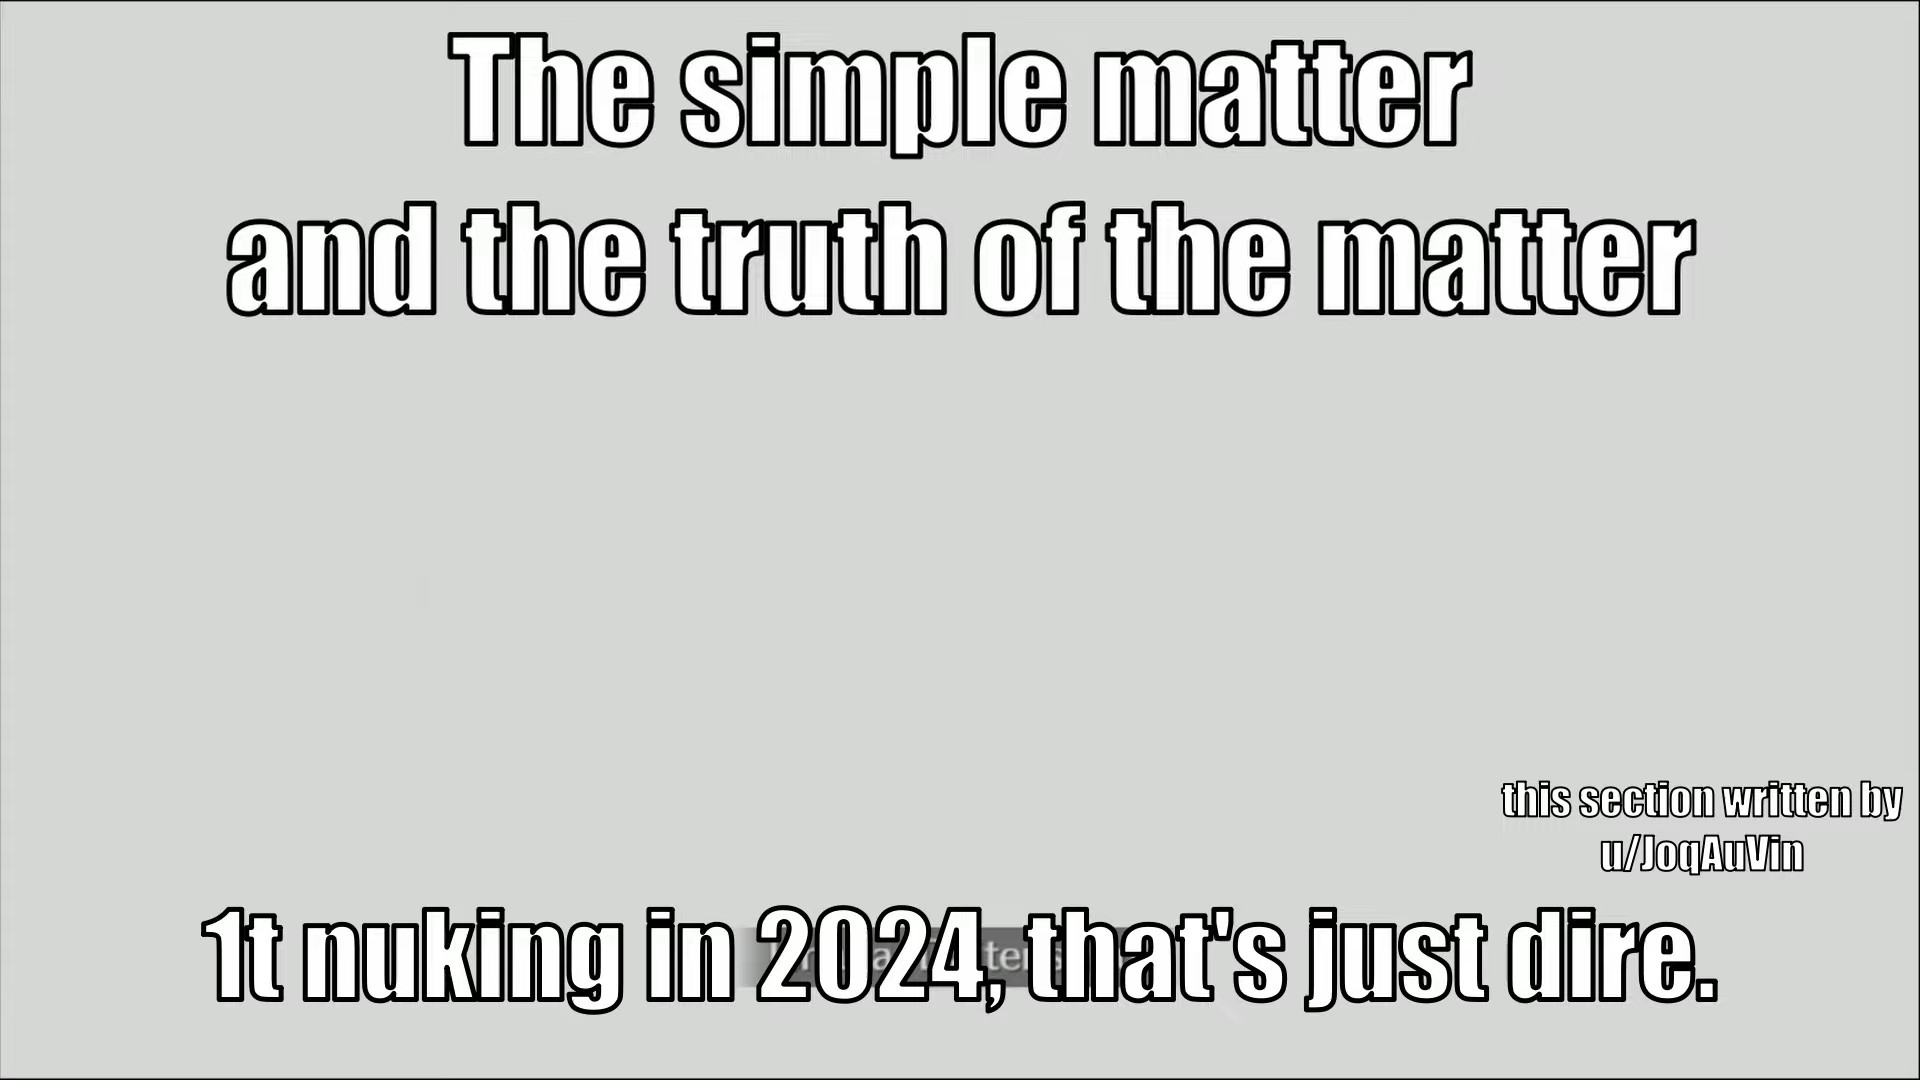 The simple matter
and the truth of the matter
this section written by
u/JoqAuVin
1t nuking in 2024, that's just dire.